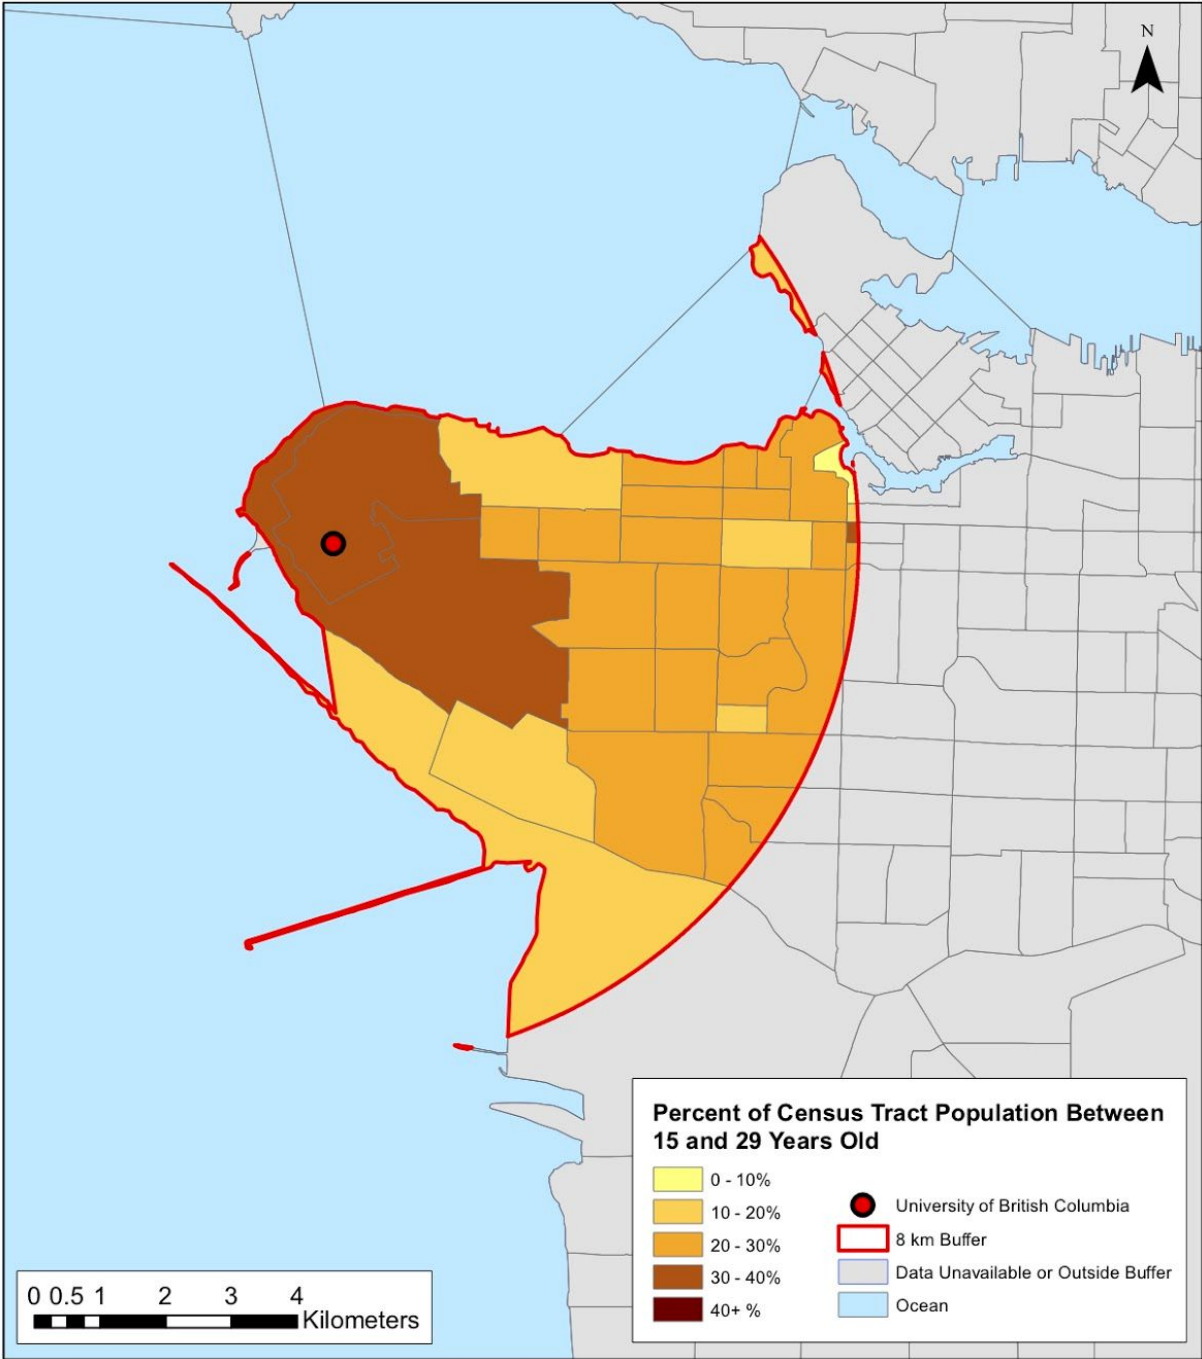 N
Percent of Census Tract Population Between
15 and 29 Years Old
0 - 10%
10 - 20%
20 - 30%
30 - 40%
40+ %
University of British Columbia
8 km Buffer
Data Unavailable or Outside Buffer
Ocean
0 0.5 1 2 3 4
Kilometers